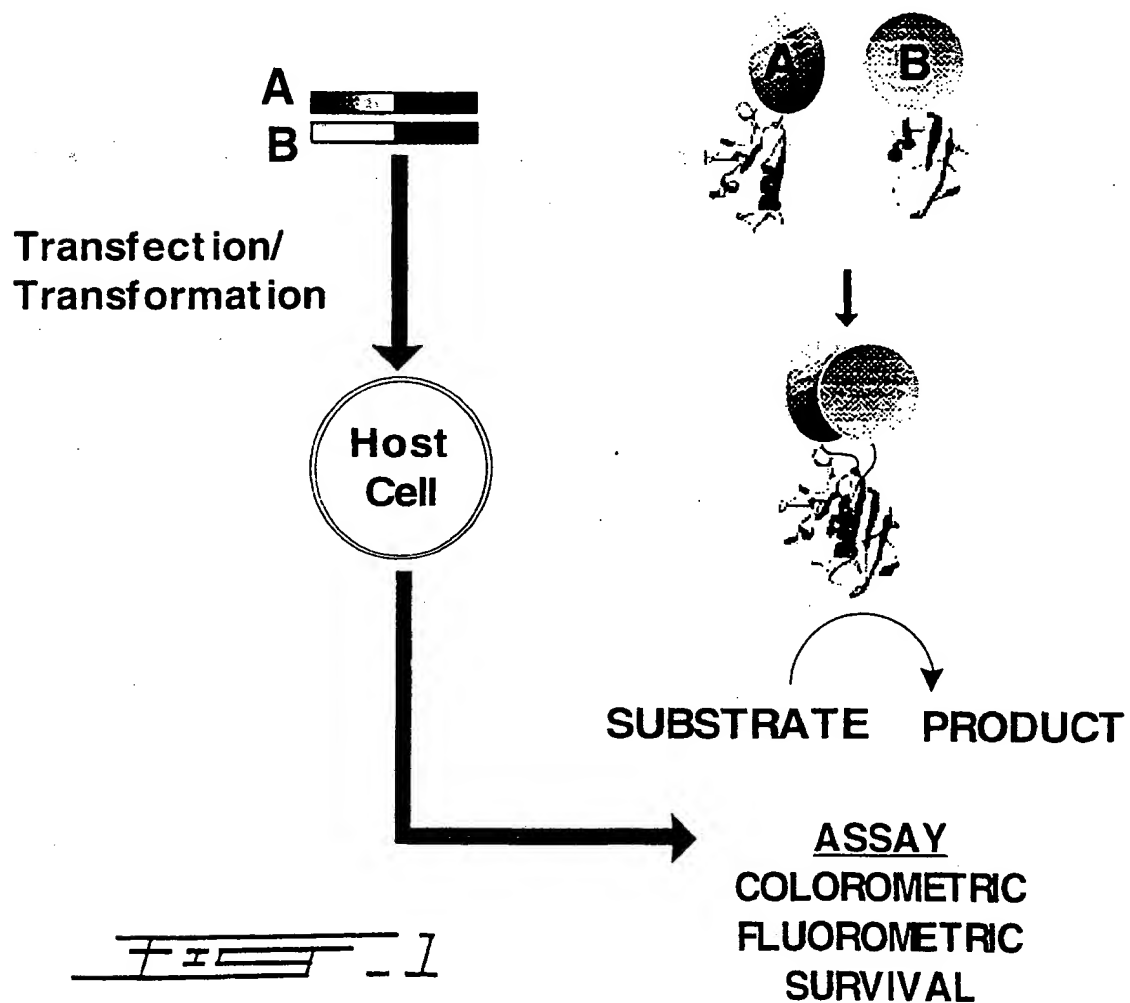 A
B
A
B
Transfection/
Transformation
Host
Cell
SUBSTRATE PRODUCT
ASSAY
COLOROMETRIC
FLUOROMETRIC
SURVIVAL